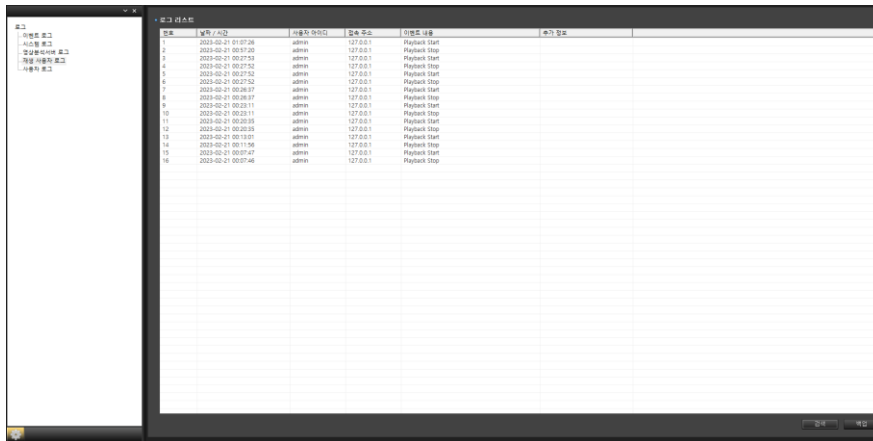 로그
이벤트 로그
시스템 로그
영상분석서버 로그
재생 사용자 로그
사용자 로그
로그 리스트
번호 날짜 / 시간 사용자 아이디 접속 주소 이벤트 내용 추가 정보
1 2023-02-21 01:07:26 admin 127.0.0.1 Playback Start
2 2023-02-21 00:57:20 admin 127.0.0.1 Playback Stop
3 2023-02-21 00:27:53 admin 127.0.0.1 Playback Start
4 2023-02-21 00:27:52 admin 127.0.0.1 Playback Stop
5 2023-02-21 00:27:52 admin 127.0.0.1 Playback Start
6 2023-02-21 00:27:52 admin 127.0.0.1 Playback Stop
7 2023-02-21 00:26:37 admin 127.0.0.1 Playback Start
8 2023-02-21 00:26:37 admin 127.0.0.1 Playback Stop
9 2023-02-21 00:23:11 admin 127.0.0.1 Playback Start
10 2023-02-21 00:23:11 admin 127.0.0.1 Playback Stop
11 2023-02-21 00:20:35 admin 127.0.0.1 Playback Start
12 2023-02-21 00:20:35 admin 127.0.0.1 Playback Stop
13 2023-02-21 00:13:01 admin 127.0.0.1 Playback Start
14 2023-02-21 00:11:56 admin 127.0.0.1 Playback Stop
15 2023-02-21 00:07:47 admin 127.0.0.1 Playback Start
16 2023-02-21 00:07:46 admin 127.0.0.1 Playback Stop
검색 백업